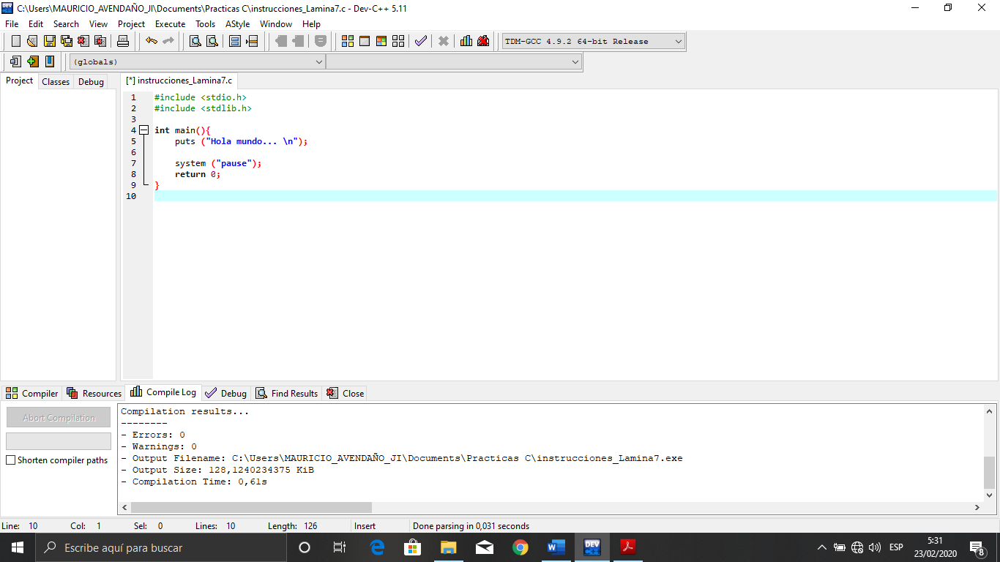 C:\Users\MAURICIO_AVENDAÑO_JI\Documents\Practicas C\instrucciones_Lamina7.c - Dev-C++ 5.11
File Edit Search View Project Execute Tools AStyle Window Help
TDM-GCC 4.9.2 64-bit Release
(globals)
Project Classes Debug
[*] instrucciones_Lamina7.c
1 #include <stdio.h>
2 #include <stdlib.h>
3
4 int main(){
5 puts ("Hola mundo... \n");
6
7 system ("pause");
8 return 0;
9 }
10
Compiler Resources Compile Log Debug Find Results Close
Abort Compilation
Shorten compiler paths
Compilation results...
--------
- Errors: 0
- Warnings: 0
- Output Filename: C:\Users\MAURICIO_AVENDAÑO_JI\Documents\Practicas C\instrucciones_Lamina7.exe
- Output Size: 128,1240234375 KiB
- Compilation Time: 0,61s
Line: 10 Col: 1 Sel: 0 Lines: 10 Length: 126 Insert Done parsing in 0,031 seconds
Escribe aquí para buscar
ESP
5:31
23/02/2020
8